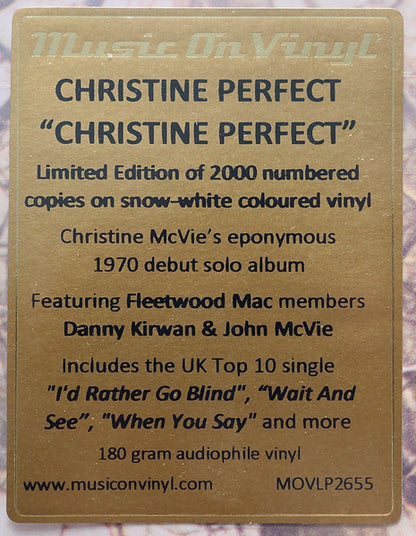 Music On Vinyl
CHRISTINE PERFECT
“CHRISTINE PERFECT”
Limited Edition of 2000 numbered
copies on snow-white coloured vinyl
Christine McVie’s eponymous
1970 debut solo album
Featuring Fleetwood Mac members
Danny Kirwan & John McVie
Includes the UK Top 10 single
"I'd Rather Go Blind", “Wait And
See”, "When You Say" and more
180 gram audiophile vinyl
www.musiconvinyl.com MOVLP2655